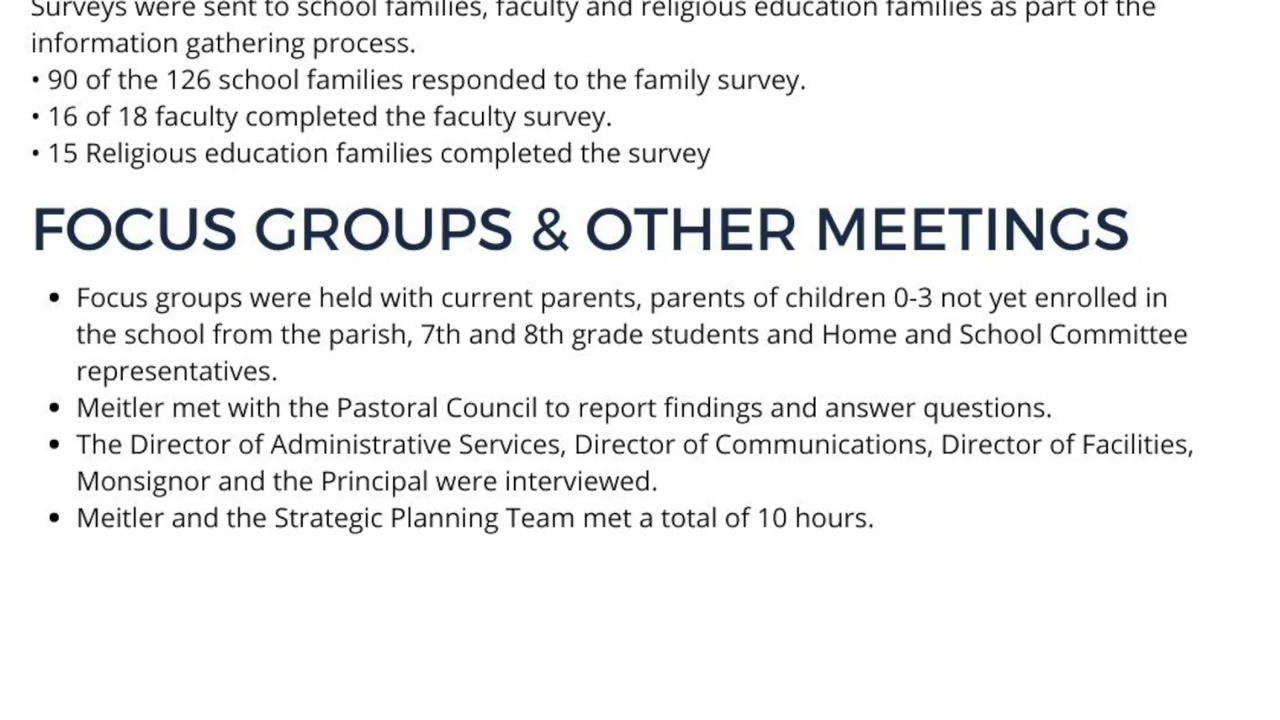 Surveys were sent to school families, faculty and religious education families as part of the
information gathering process.
• 90 of the 126 school families responded to the family survey.
• 16 of 18 faculty completed the faculty survey.
• 15 Religious education families completed the survey
FOCUS GROUPS & OTHER MEETINGS
• Focus groups were held with current parents, parents of children 0-3 not yet enrolled in
the school from the parish, 7th and 8th grade students and Home and School Committee
representatives.
• Meitler met with the Pastoral Council to report findings and answer questions.
• The Director of Administrative Services, Director of Communications, Director of Facilities,
Monsignor and the Principal were interviewed.
• Meitler and the Strategic Planning Team met a total of 10 hours.